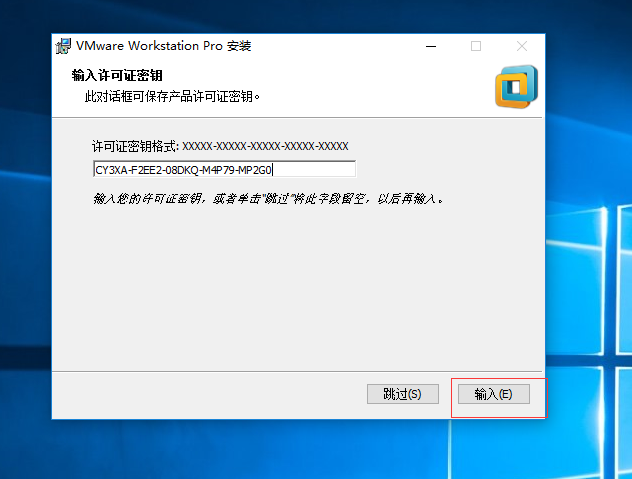 VMware Workstation Pro 安装
输入许可证密钥
此对话框可保存产品许可证密钥。
许可证密钥格式: XXXXX-XXXXX-XXXXX-XXXXX-XXXXX
CY3XA-F2EE2-08DKQ-M4P79-MP2G0
输入您的许可证密钥，或者单击"跳过"将此字段留空，以后再输入。
跳过(S) 输入(E)